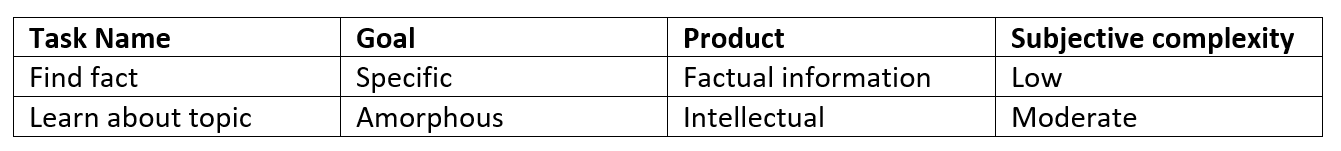 Task Name Goal Product Subjective complexity
Find fact Specific Factual information Low
Learn about topic Amorphous Intellectual Moderate